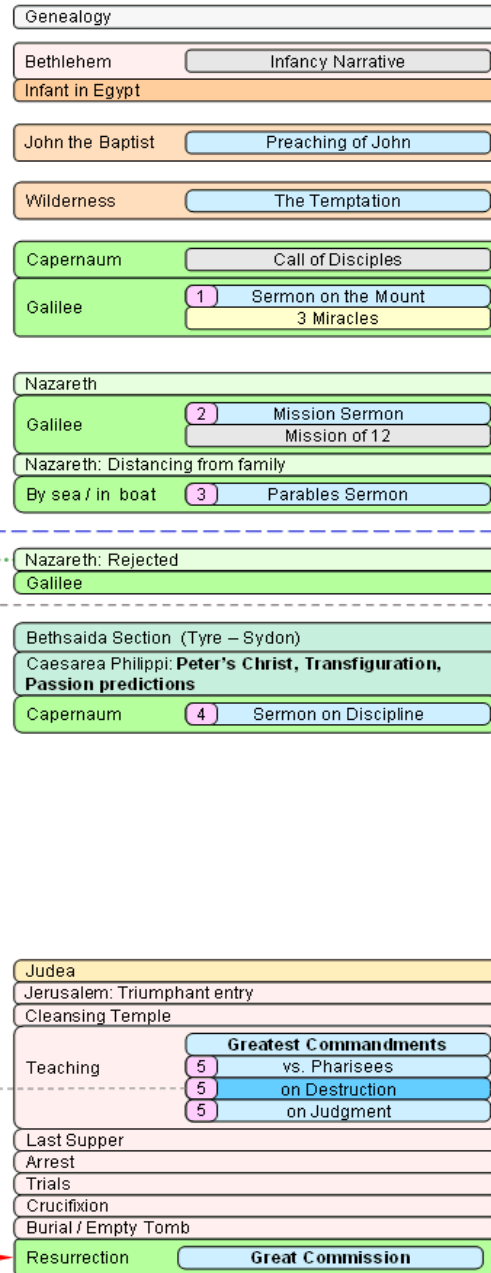 Genealogy
Bethlehem Infancy Narrative
Infant in Egypt
John the Baptist Preaching of John
Wilderness The Temptation
Capernaum Call of Disciples
Galilee 1 Sermon on the Mount
3 Miracles
Nazareth
Galilee 2 Mission Sermon
Mission of 12
Nazareth: Distancing from family
By sea / in boat 3 Parables Sermon
Nazareth: Rejected
Galilee
Bethsaida Section (Tyre – Sydon)
Caesarea Philippi: Peter's Christ, Transfiguration,
Passion predictions
Capernaum 4 Sermon on Discipline
Judea
Jerusalem: Triumphant entry
Cleansing Temple
Greatest Commandments
Teaching 5 vs. Pharisees
5 on Destruction
5 on Judgment
Last Supper
Arrest
Trials
Crucifixion
Burial / Empty Tomb
Resurrection Great Commission